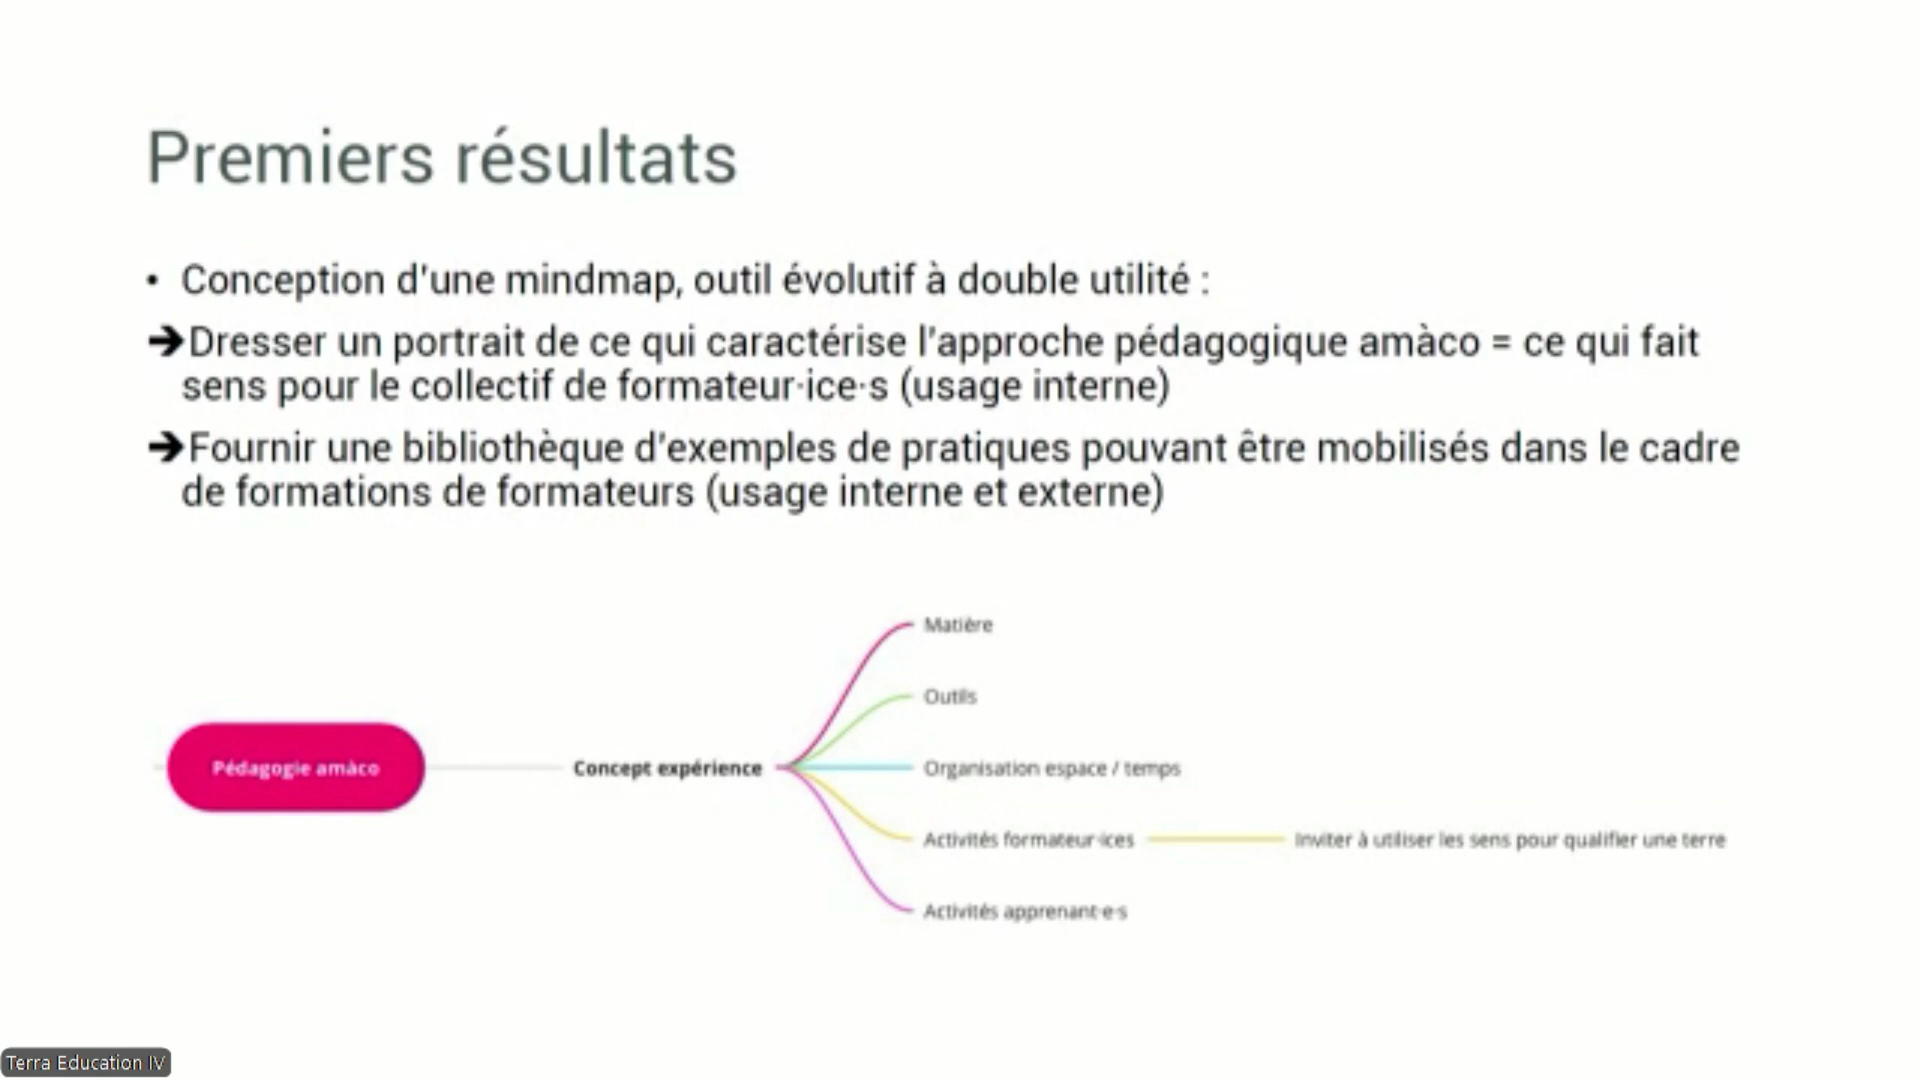 Premiers résultats
• Conception d'une mindmap, outil évolutif à double utilité :
➔Dresser un portrait de ce qui caractérise l'approche pédagogique amàco = ce qui fait
sens pour le collectif de formateur·ice·s (usage interne)
➔Fournir une bibliothèque d'exemples de pratiques pouvant être mobilisés dans le cadre
de formations de formateurs (usage interne et externe)
Matière
Outils
Pédagogie amàco
Concept expérience
Organisation espace / temps
Activités formateur·ices
Inviter à utiliser les sens pour qualifier une terre
Activités apprenant·e·s
Terra Education IV